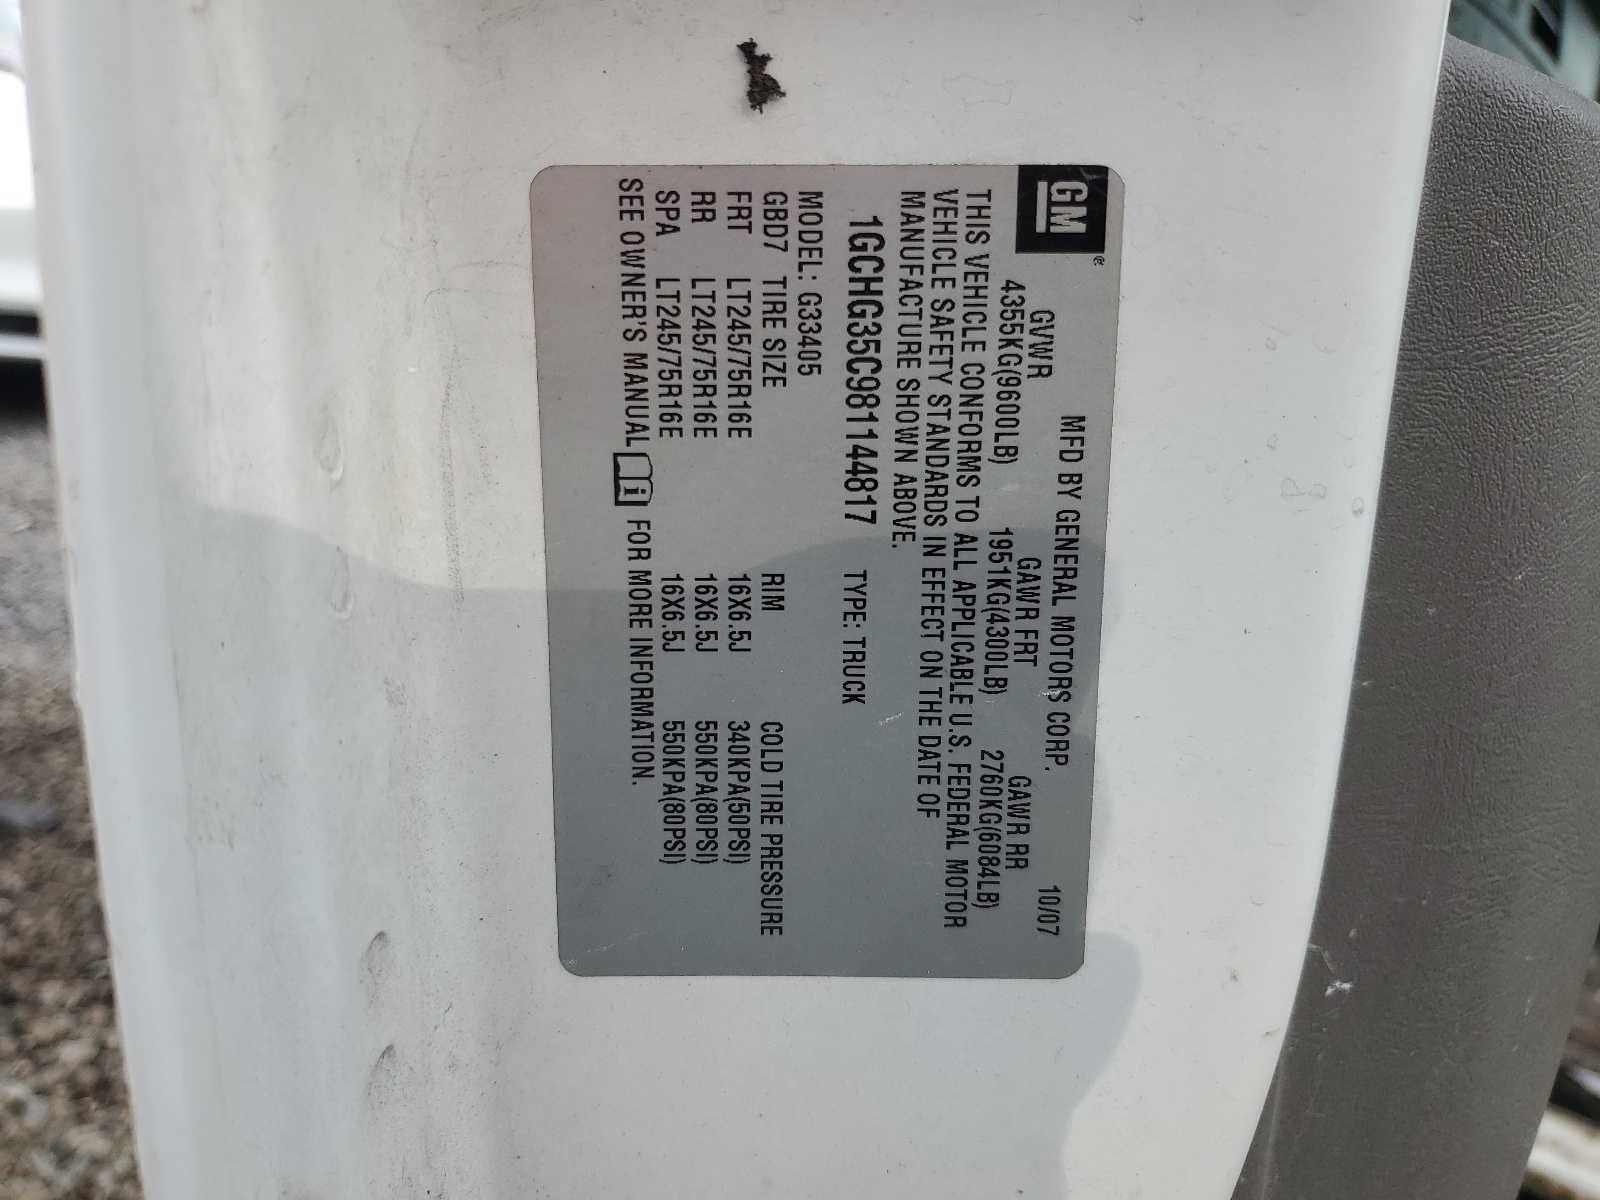 GM®
MFD BY GENERAL MOTORS CORP. 10/07
GVWR GAWR FRT GAWR RR
4355KG(9600LB) 1951KG(4300LB) 2760KG(6084LB)
THIS VEHICLE CONFORMS TO ALL APPLICABLE U.S. FEDERAL MOTOR
VEHICLE SAFETY STANDARDS IN EFFECT ON THE DATE OF
MANUFACTURE SHOWN ABOVE.
1GCHG35C981144817 TYPE: TRUCK
MODEL: G33405
GBD7 TIRE SIZE RIM COLD TIRE PRESSURE
FRT LT245/75R16E 16X6.5J 340KPA(50PSI)
RR LT245/75R16E 16X6.5J 550KPA(80PSI)
SPA LT245/75R16E 16X6.5J 550KPA(80PSI)
SEE OWNER'S MANUAL i FOR MORE INFORMATION.